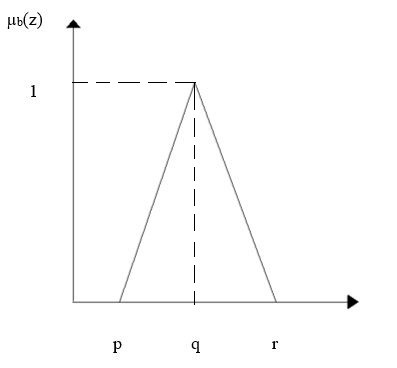 μb(z)
1
p q r